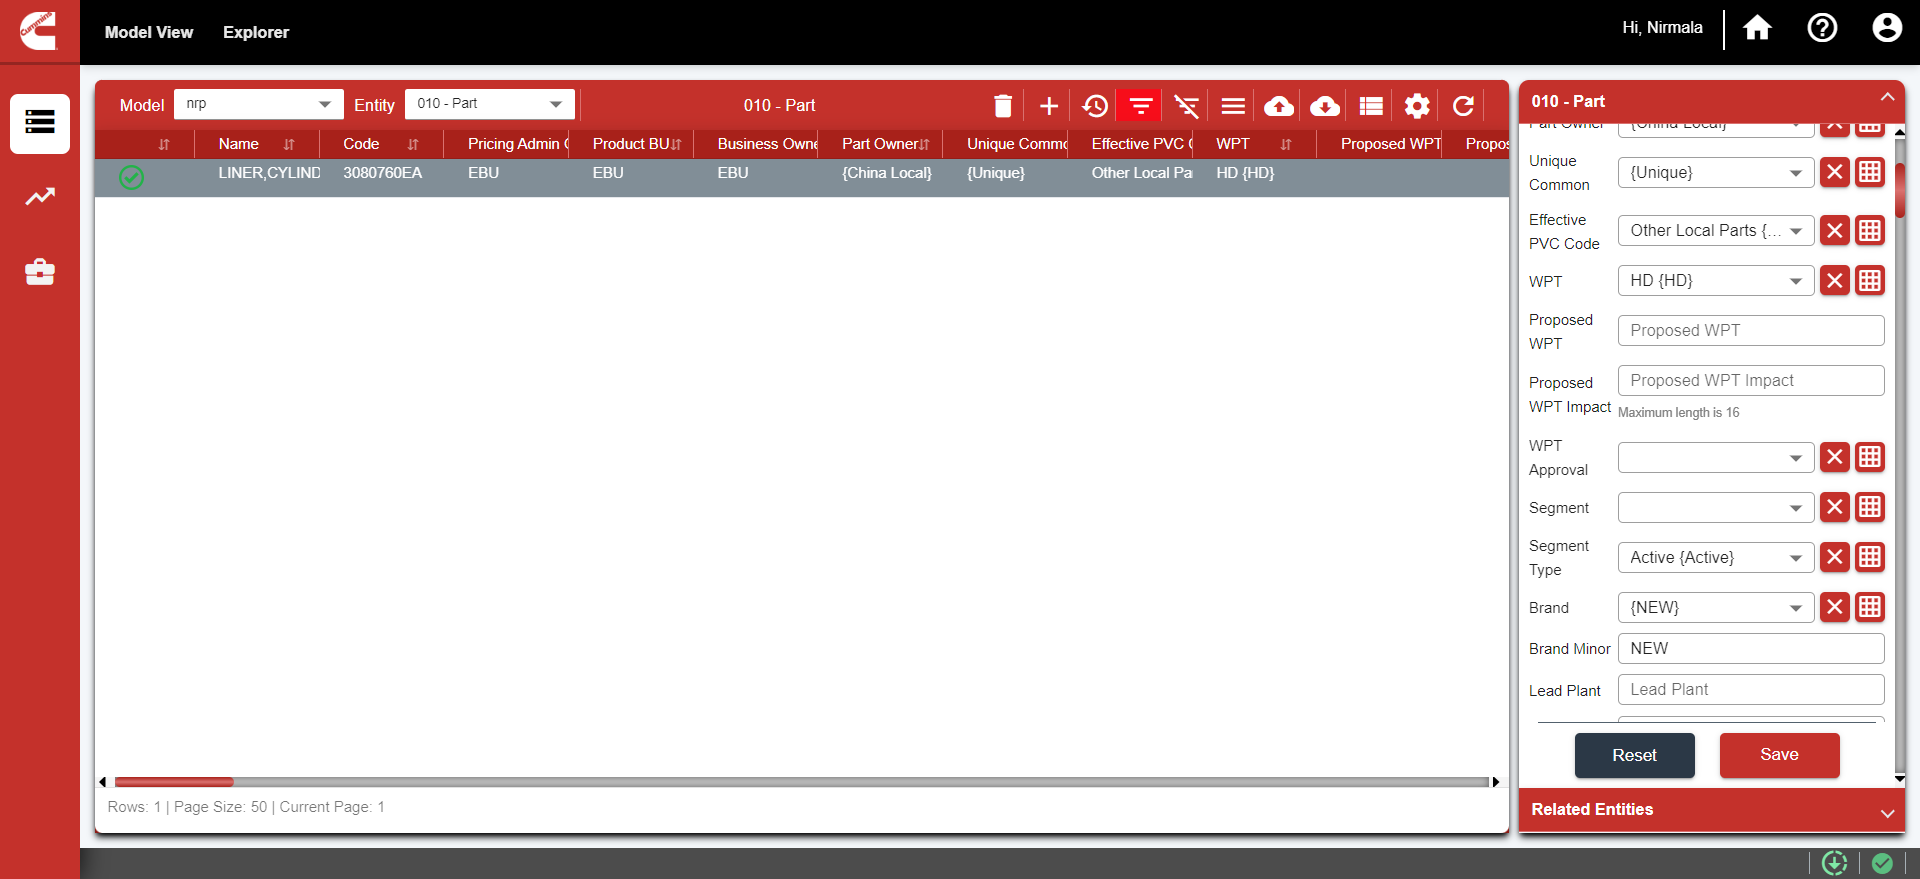 Cummins
Model View Explorer
Hi, Nirmala
Model nrp Entity 010 - Part 010 - Part
Name Code Pricing Admin Product BU Business Owne Part Owner Unique Commo Effective PVC WPT Proposed WPT Propos
LINER,CYLIND 3080760EA EBU EBU EBU {China Local} {Unique} Other Local Pa HD {HD}
Rows: 1 | Page Size: 50 | Current Page: 1
010 - Part
Part Owner {China Local}
Unique Common {Unique}
Effective PVC Code Other Local Parts {...
WPT HD {HD}
Proposed WPT Proposed WPT
Proposed WPT Impact Proposed WPT Impact
Maximum length is 16
WPT Approval
Segment
Segment Type Active {Active}
Brand {NEW}
Brand Minor NEW
Lead Plant Lead Plant
Reset Save
Related Entities